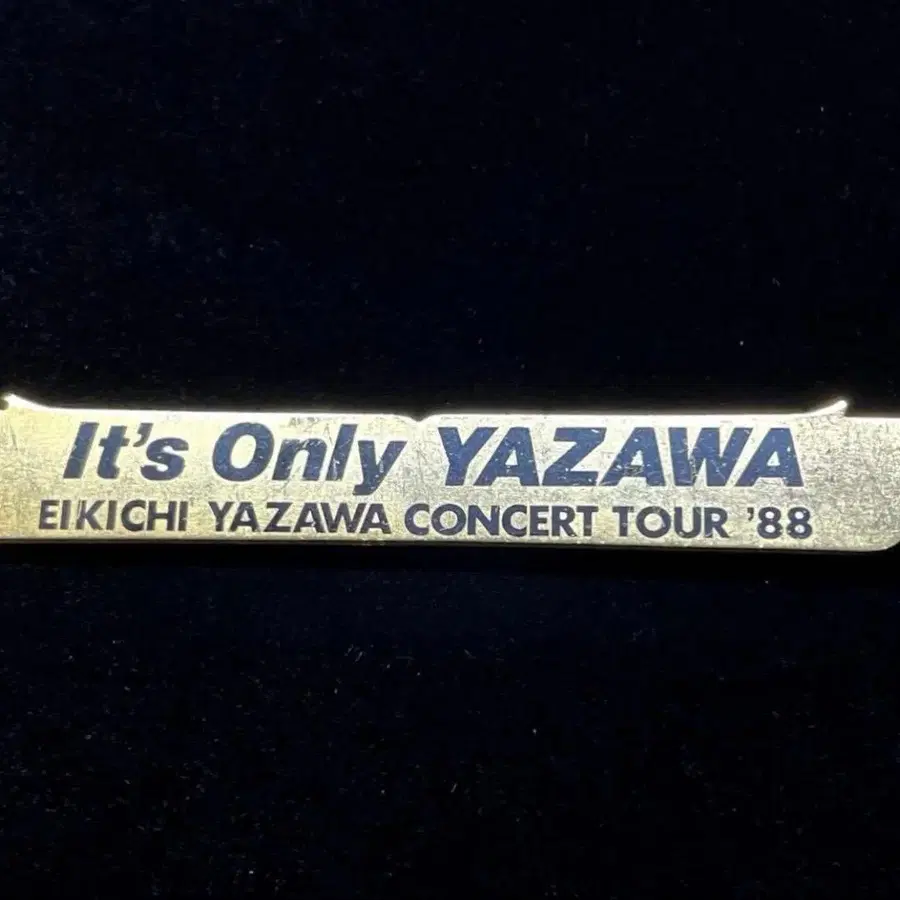 It's Only YAZAWA
EIKICHI YAZAWA CONCERT TOUR '88